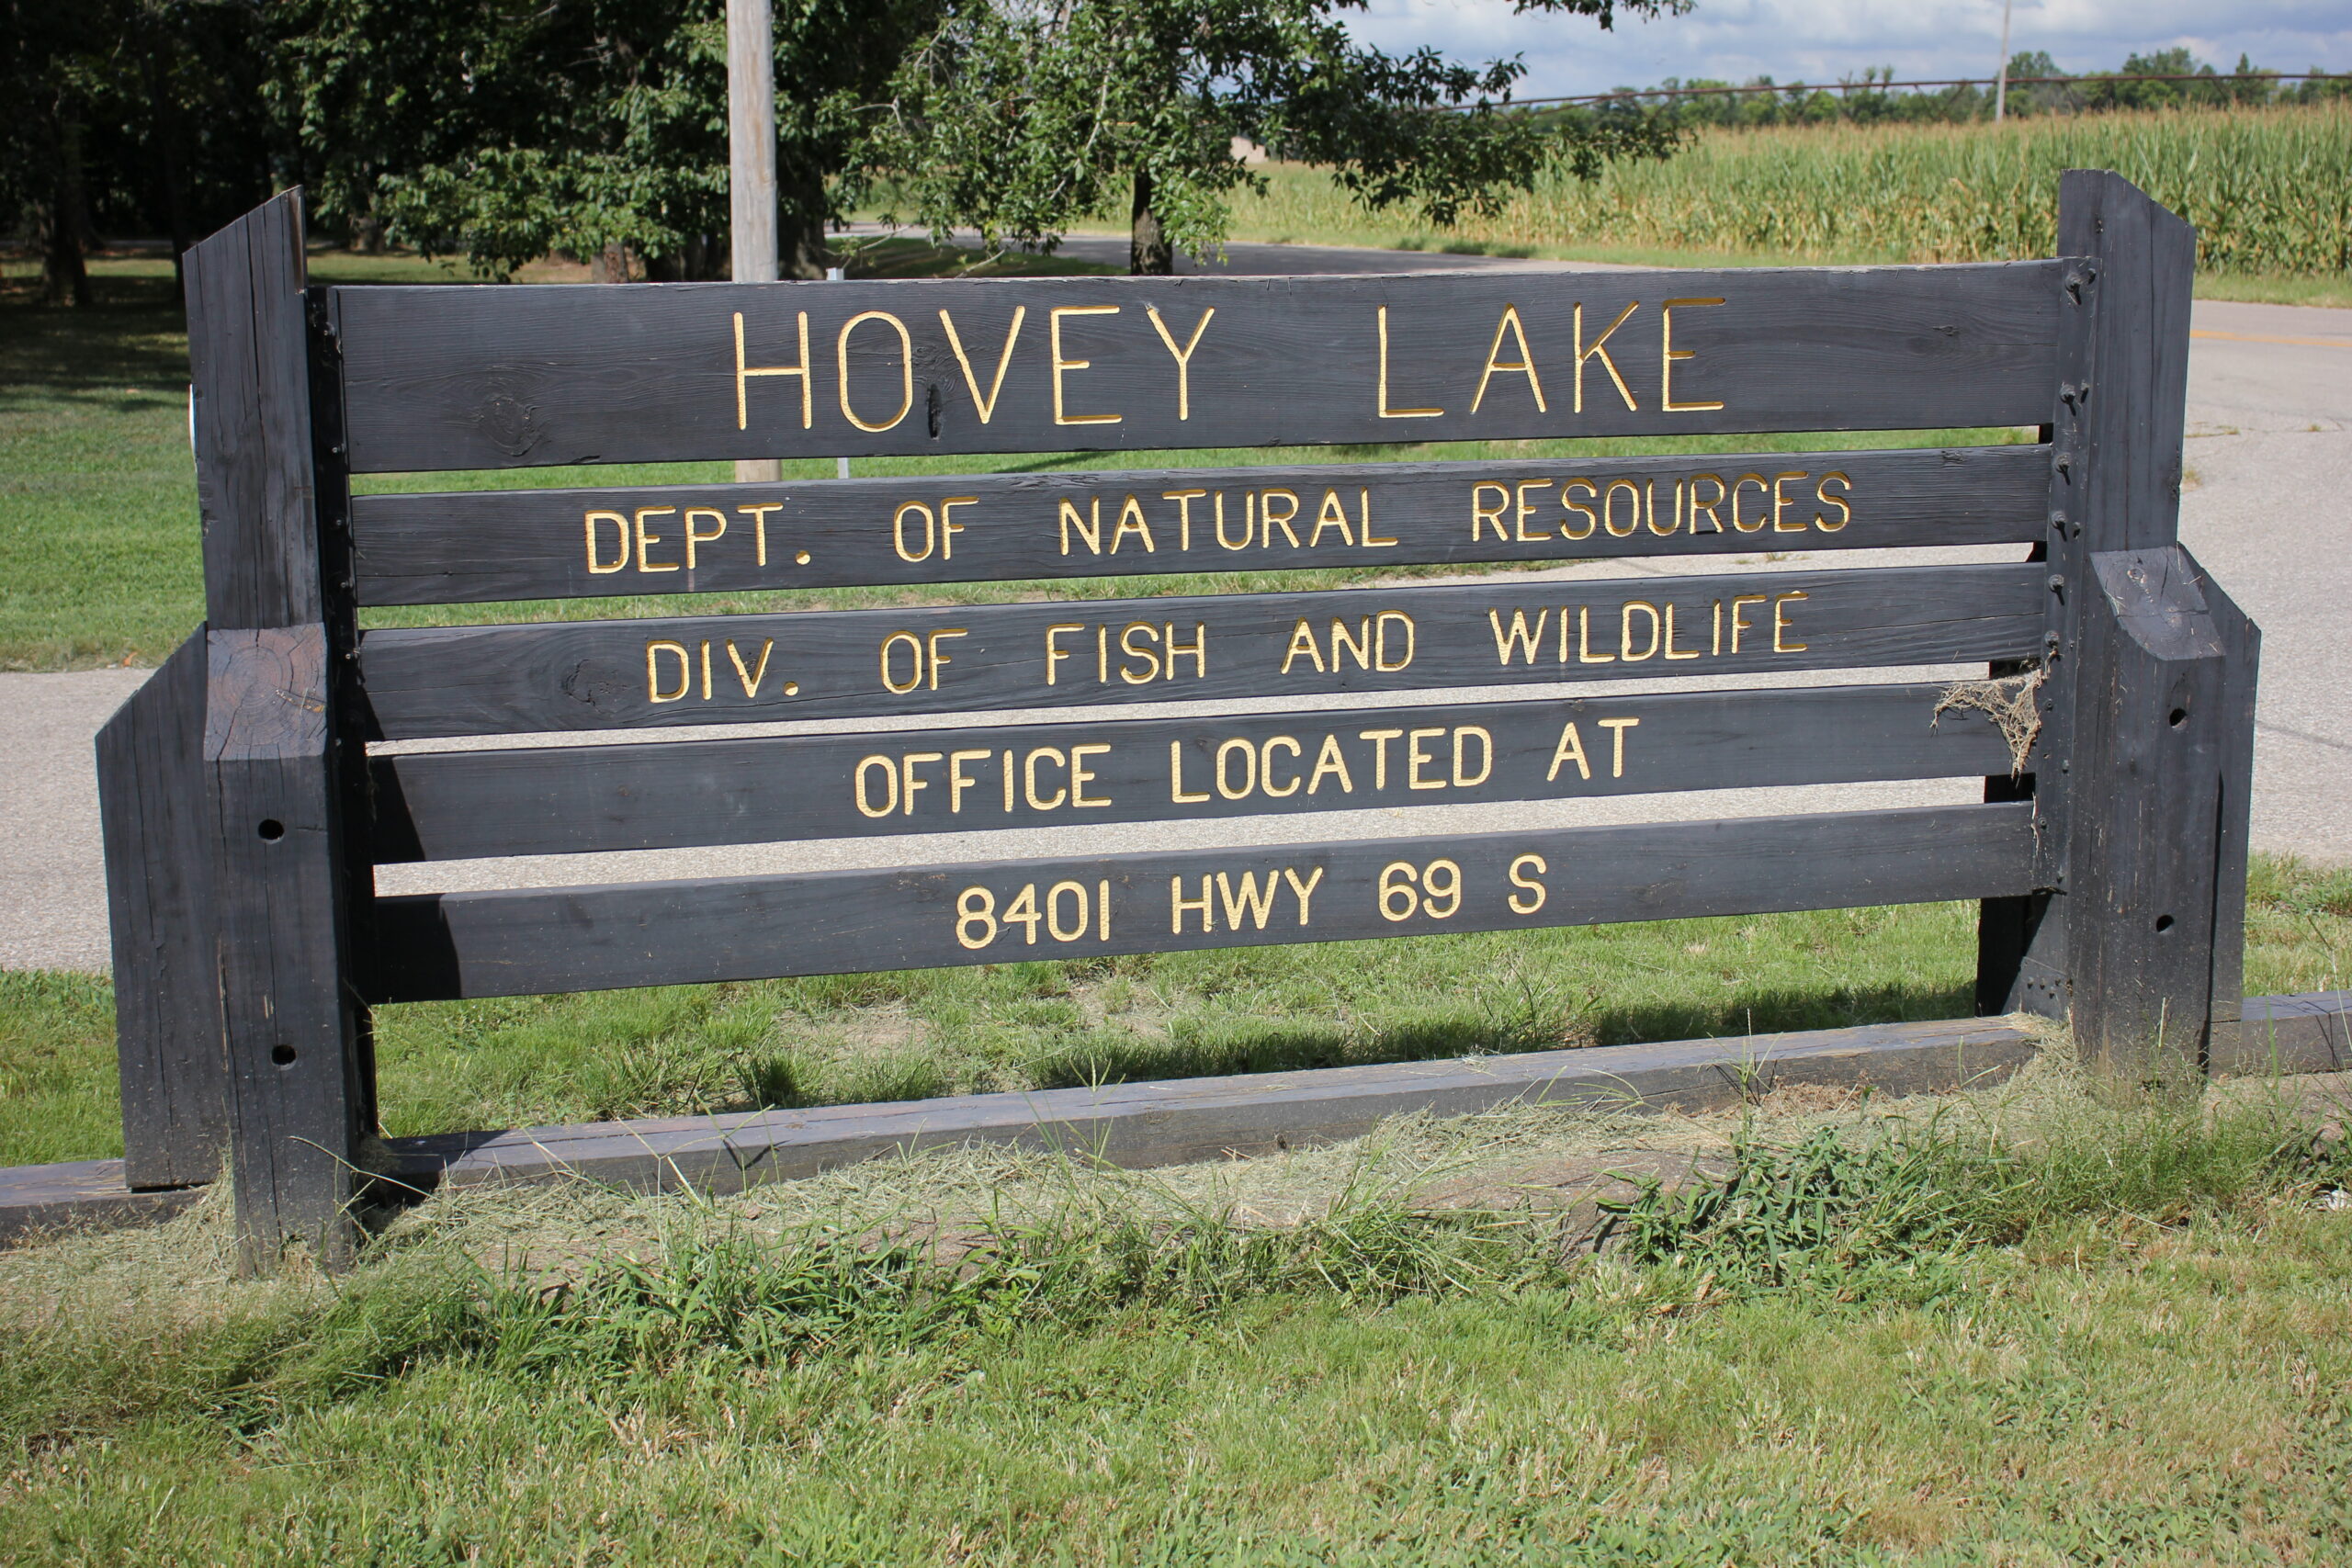 HOVEY LAKE
DEPT. OF NATURAL RESOURCES
DIV. OF FISH AND WILDLIFE
OFFICE LOCATED AT
8401 HWY 69 S